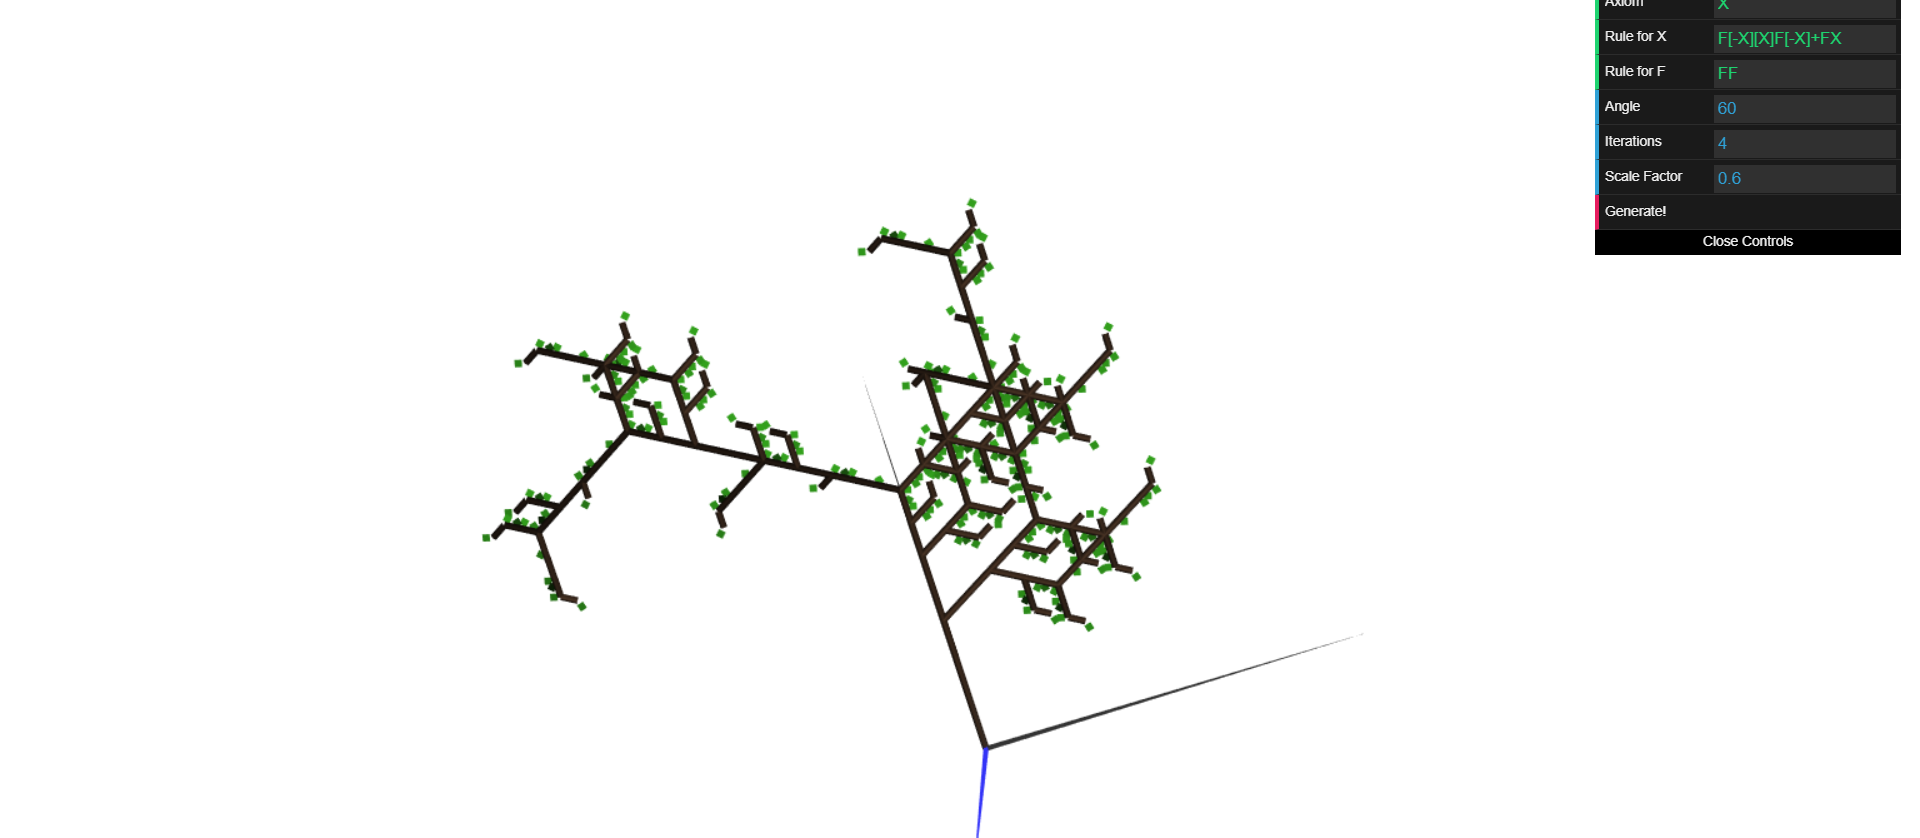 Axiom X
Rule for X F[-X][X]F[-X]+FX
Rule for F FF
Angle 60
Iterations 4
Scale Factor 0.6
Generate!
Close Controls